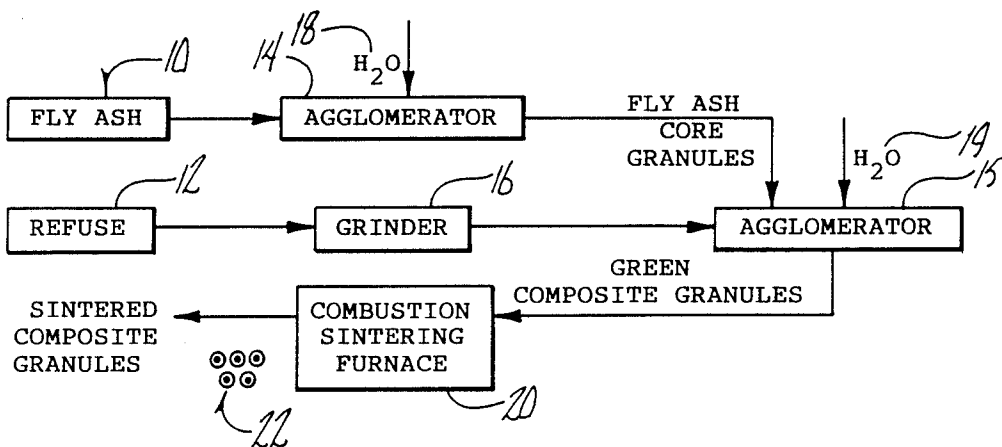 10
18
H2O
14
FLY ASH
AGGLOMERATOR
FLY ASH
CORE
GRANULES
H2O
19
15
12
16
REFUSE
GRINDER
AGGLOMERATOR
GREEN
COMPOSITE GRANULES
SINTERED
COMPOSITE
GRANULES
COMBUSTION
SINTERING
FURNACE
22
20